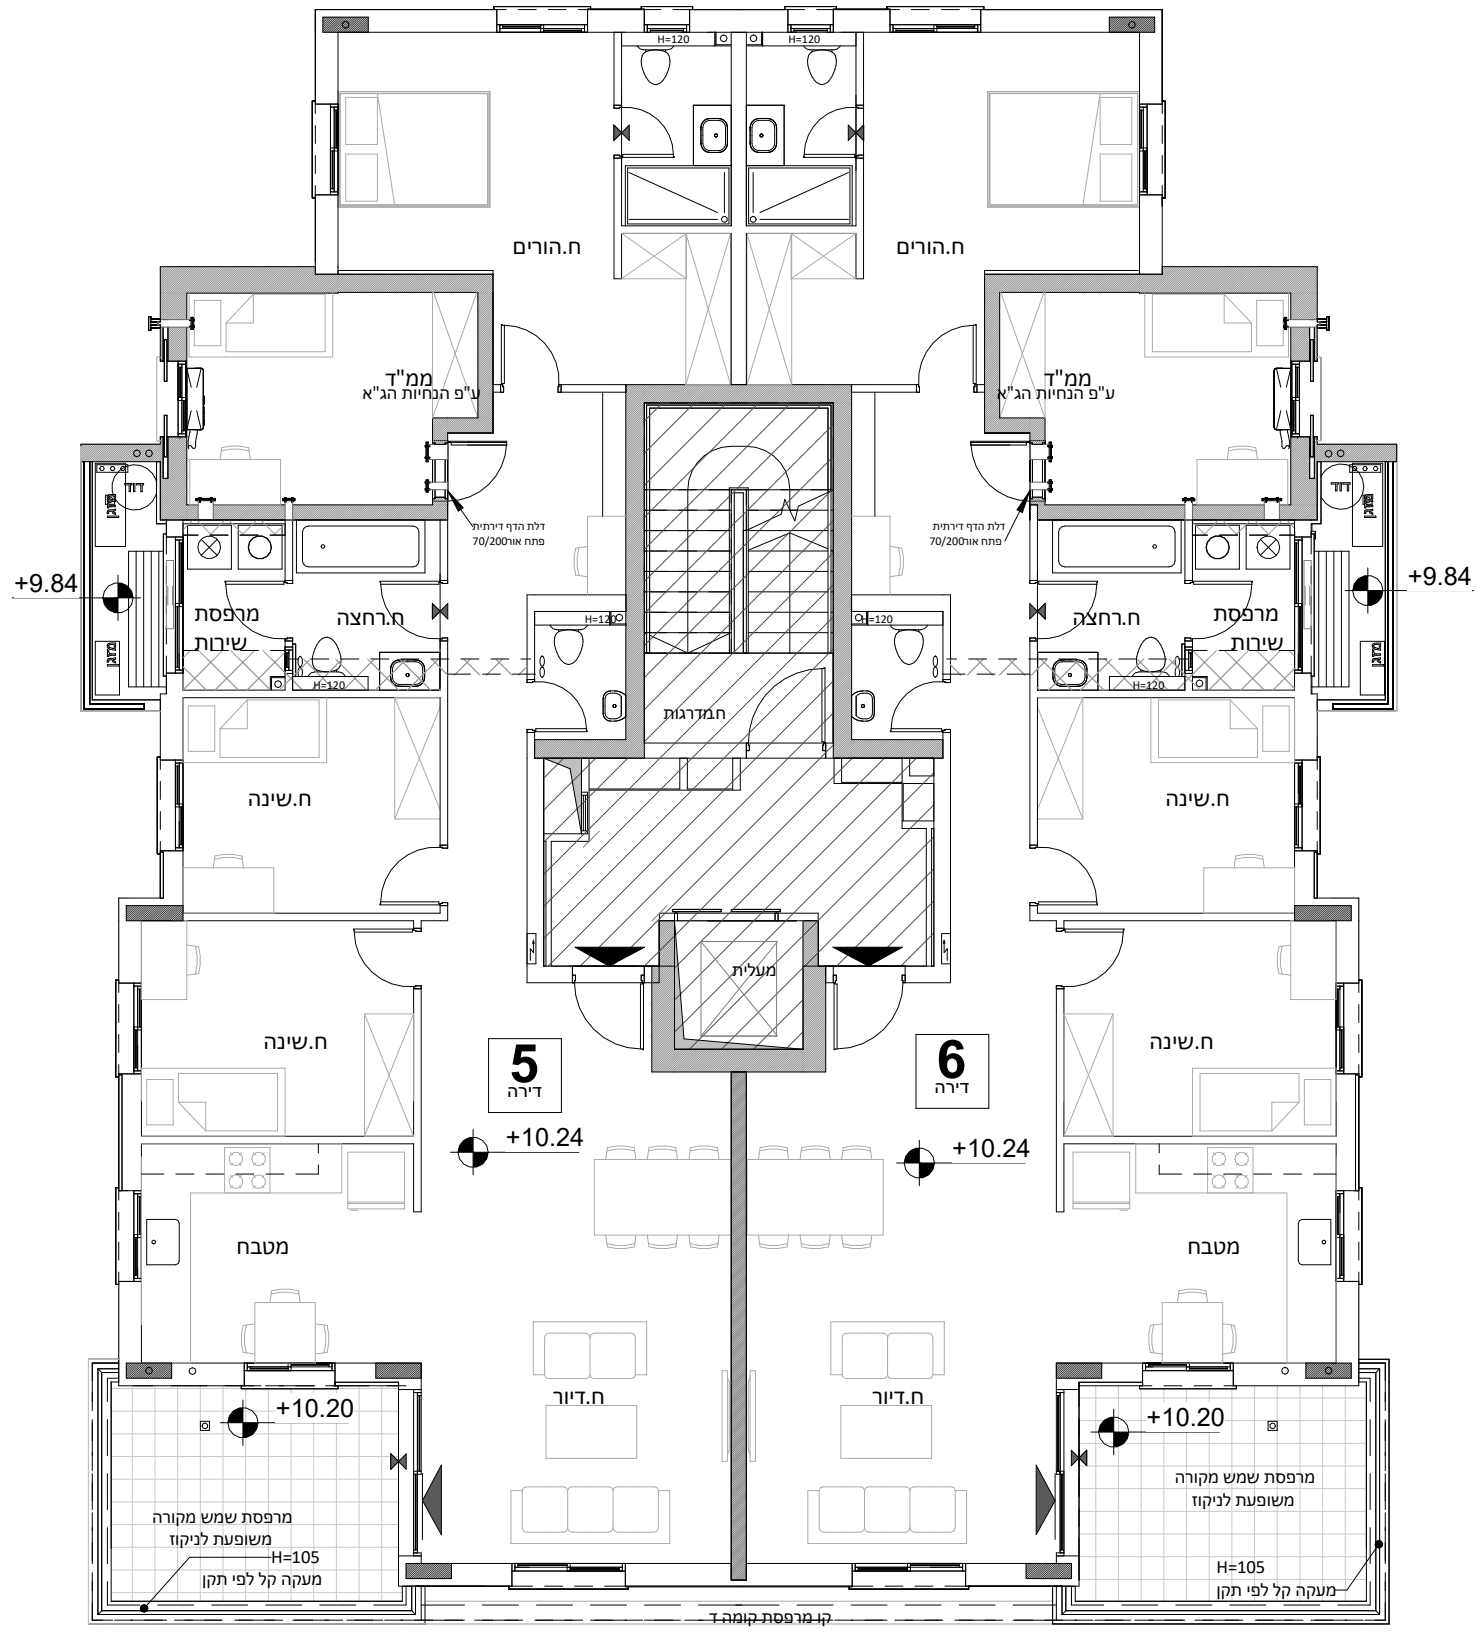 H=120
H=120
ח.הורים
ח.הורים
ממ"ד
ע"פ הנחיות הג"א
ממ"ד
ע"פ הנחיות הג"א
דוד
מזגן
דוד
מזגן
דלת הדף דירתית
פתח אור70/200
דלת הדף דירתית
פתח אור70/200
+9.84
+9.84
מרפסת
שירות
ח.רחצה
H=120
H=120
ח.רחצה
מרפסת
שירות
מזגן
מזגן
H=120
H=120
ח.מדרגות
ח.שינה
ח.שינה
מעלית
ח.שינה
ח.שינה
5
דירה
6
דירה
+10.24
+10.24
מטבח
מטבח
ח.דיור
ח.דיור
+10.20
+10.20
מרפסת שמש מקורה
משופעת לניקוז
מרפסת שמש מקורה
משופעת לניקוז
H=105
מעקה קל לפי תקן
H=105
מעקה קל לפי תקן
קו מרפסת קומה ד